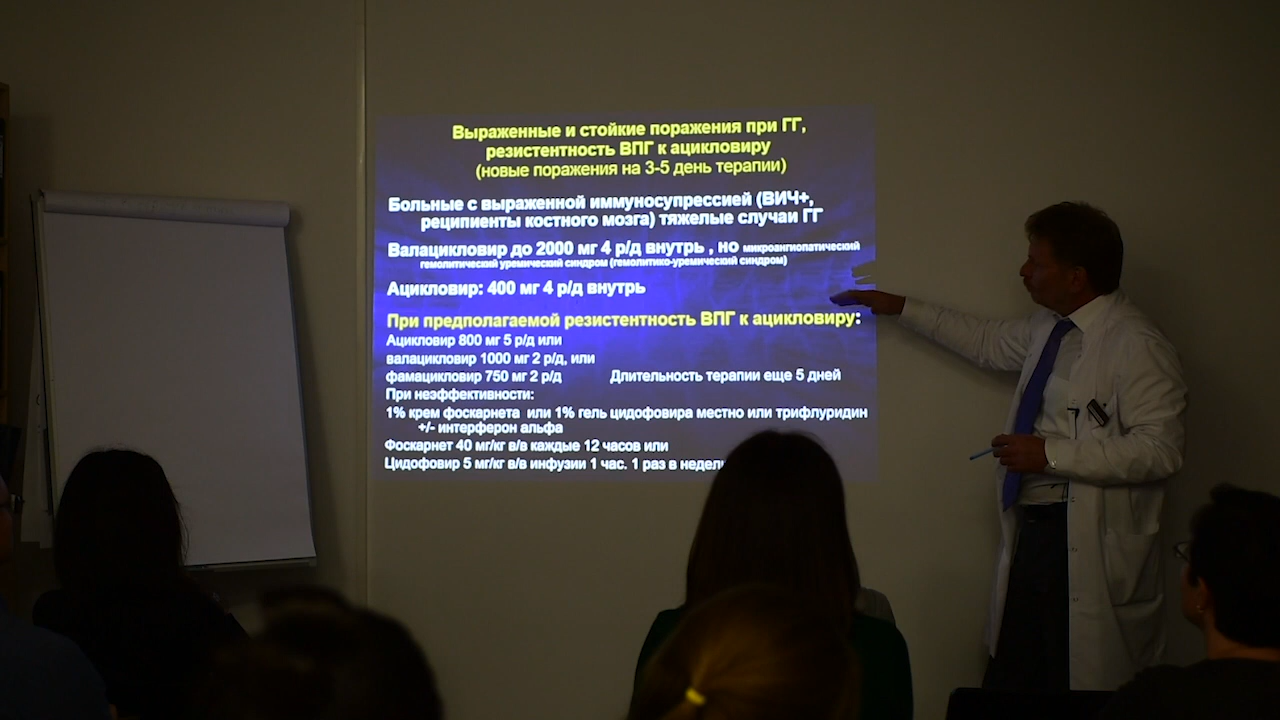 Выраженные и стойкие поражения при ГГ,
резистентность ВПГ к ацикловиру
(новые поражения на 3-5 день терапии)
Больные с выраженной иммуносупрессией (ВИЧ+,
реципиенты костного мозга) тяжелые случаи ГГ
Валацикловир до 2000 мг 4 р/д внутрь , но микроангиопатический
гемолитический уремический синдром (гемолитико-уремический синдром)
Ацикловир: 400 мг 4 р/д внутрь
При предполагаемой резистентность ВПГ к ацикловиру:
Ацикловир 800 мг 5 р/д или
валацикловир 1000 мг 2 р/д, или
фамацикловир 750 мг 2 р/д Длительность терапии еще 5 дней
При неэффективности:
1% крем фоскарнета или 1% гель цидофовира местно или трифлуридин
+/- интерферон альфа
Фоскарнет 40 мг/кг в/в каждые 12 часов или
Цидофовир 5 мг/кг в/в инфузии 1 час. 1 раз в недел